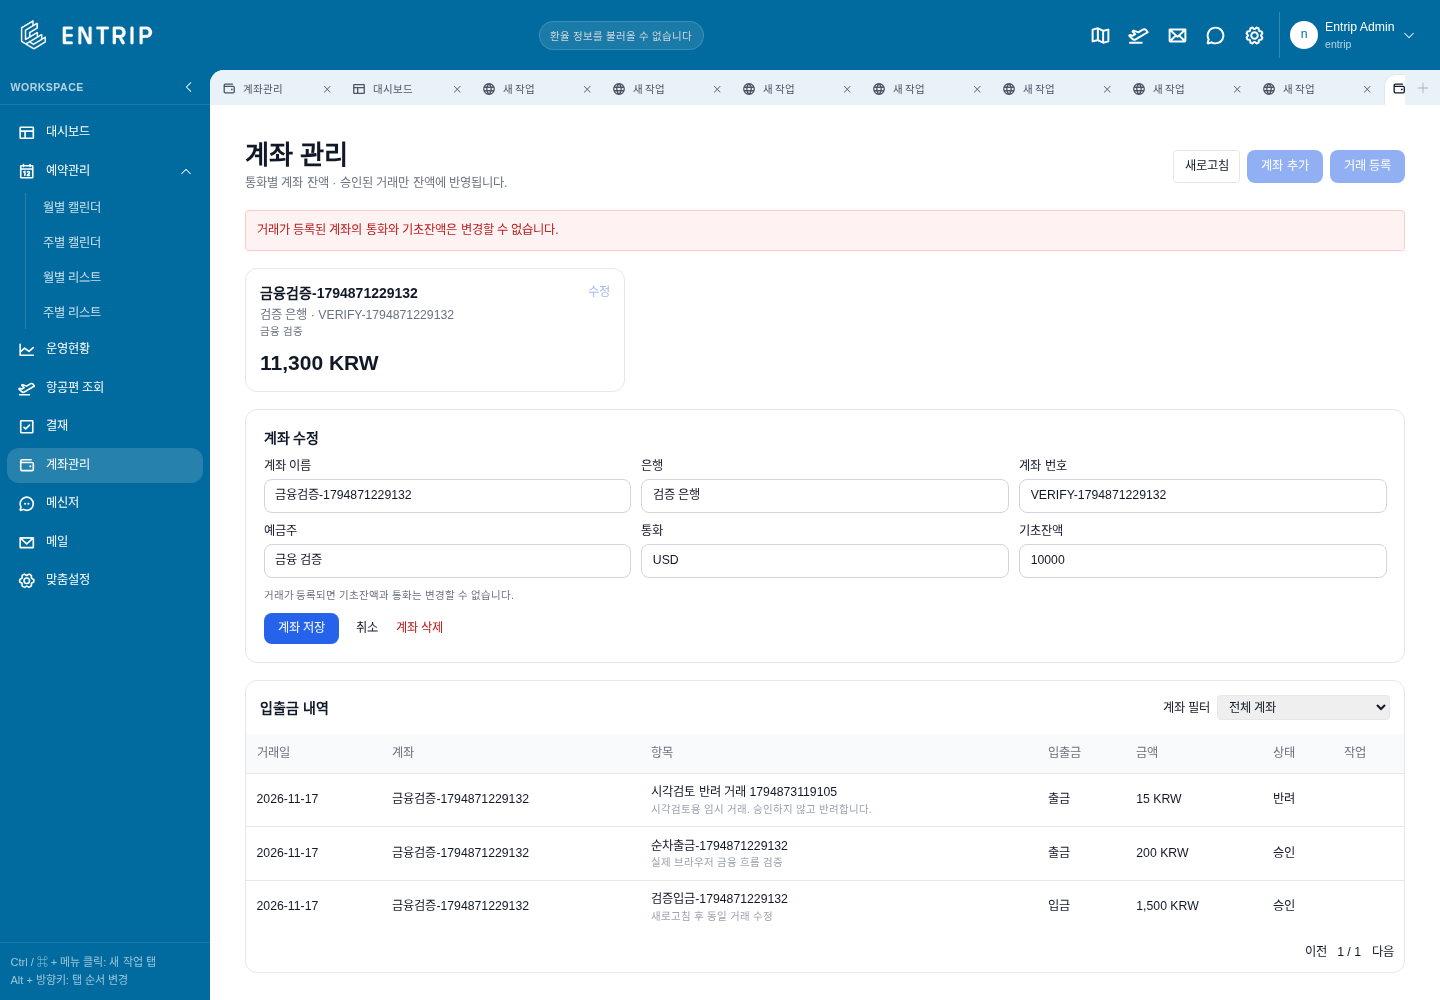 ENTRIP
환율 정보를 불러올 수 없습니다
n
Entrip Admin
entrip
WORKSPACE
대시보드
예약관리
월별 캘린더
주별 캘린더
월별 리스트
주별 리스트
운영현황
항공편 조회
결재
계좌관리
메신저
메일
맞춤설정
Ctrl / ⌘ + 메뉴 클릭: 새 작업 탭
Alt + 방향키: 탭 순서 변경
계좌관리
대시보드
새 작업
새 작업
새 작업
새 작업
새 작업
새 작업
새 작업
계좌 관리
통화별 계좌 잔액 · 승인된 거래만 잔액에 반영됩니다.
새로고침
계좌 추가
거래 등록
거래가 등록된 계좌의 통화와 기초잔액은 변경할 수 없습니다.
금융검증-1794871229132
수정
검증 은행 · VERIFY-1794871229132
금융 검증
11,300 KRW
계좌 수정
계좌 이름 은행 계좌 번호
금융검증-1794871229132 검증 은행 VERIFY-1794871229132
예금주 통화 기초잔액
금융 검증 USD 10000
거래가 등록되면 기초잔액과 통화는 변경할 수 없습니다.
계좌 저장 취소 계좌 삭제
입출금 내역
계좌 필터 전체 계좌
거래일 계좌 항목 입출금 금액 상태 작업
2026-11-17 금융검증-1794871229132 시각검토 반려 거래 1794873119105 출금 15 KRW 반려
시각검토용 임시 거래. 승인하지 않고 반려합니다.
2026-11-17 금융검증-1794871229132 순차출금-1794871229132 출금 200 KRW 승인
실제 브라우저 금융 흐름 검증
2026-11-17 금융검증-1794871229132 검증입금-1794871229132 입금 1,500 KRW 승인
새로고침 후 동일 거래 수정
이전 1 / 1 다음